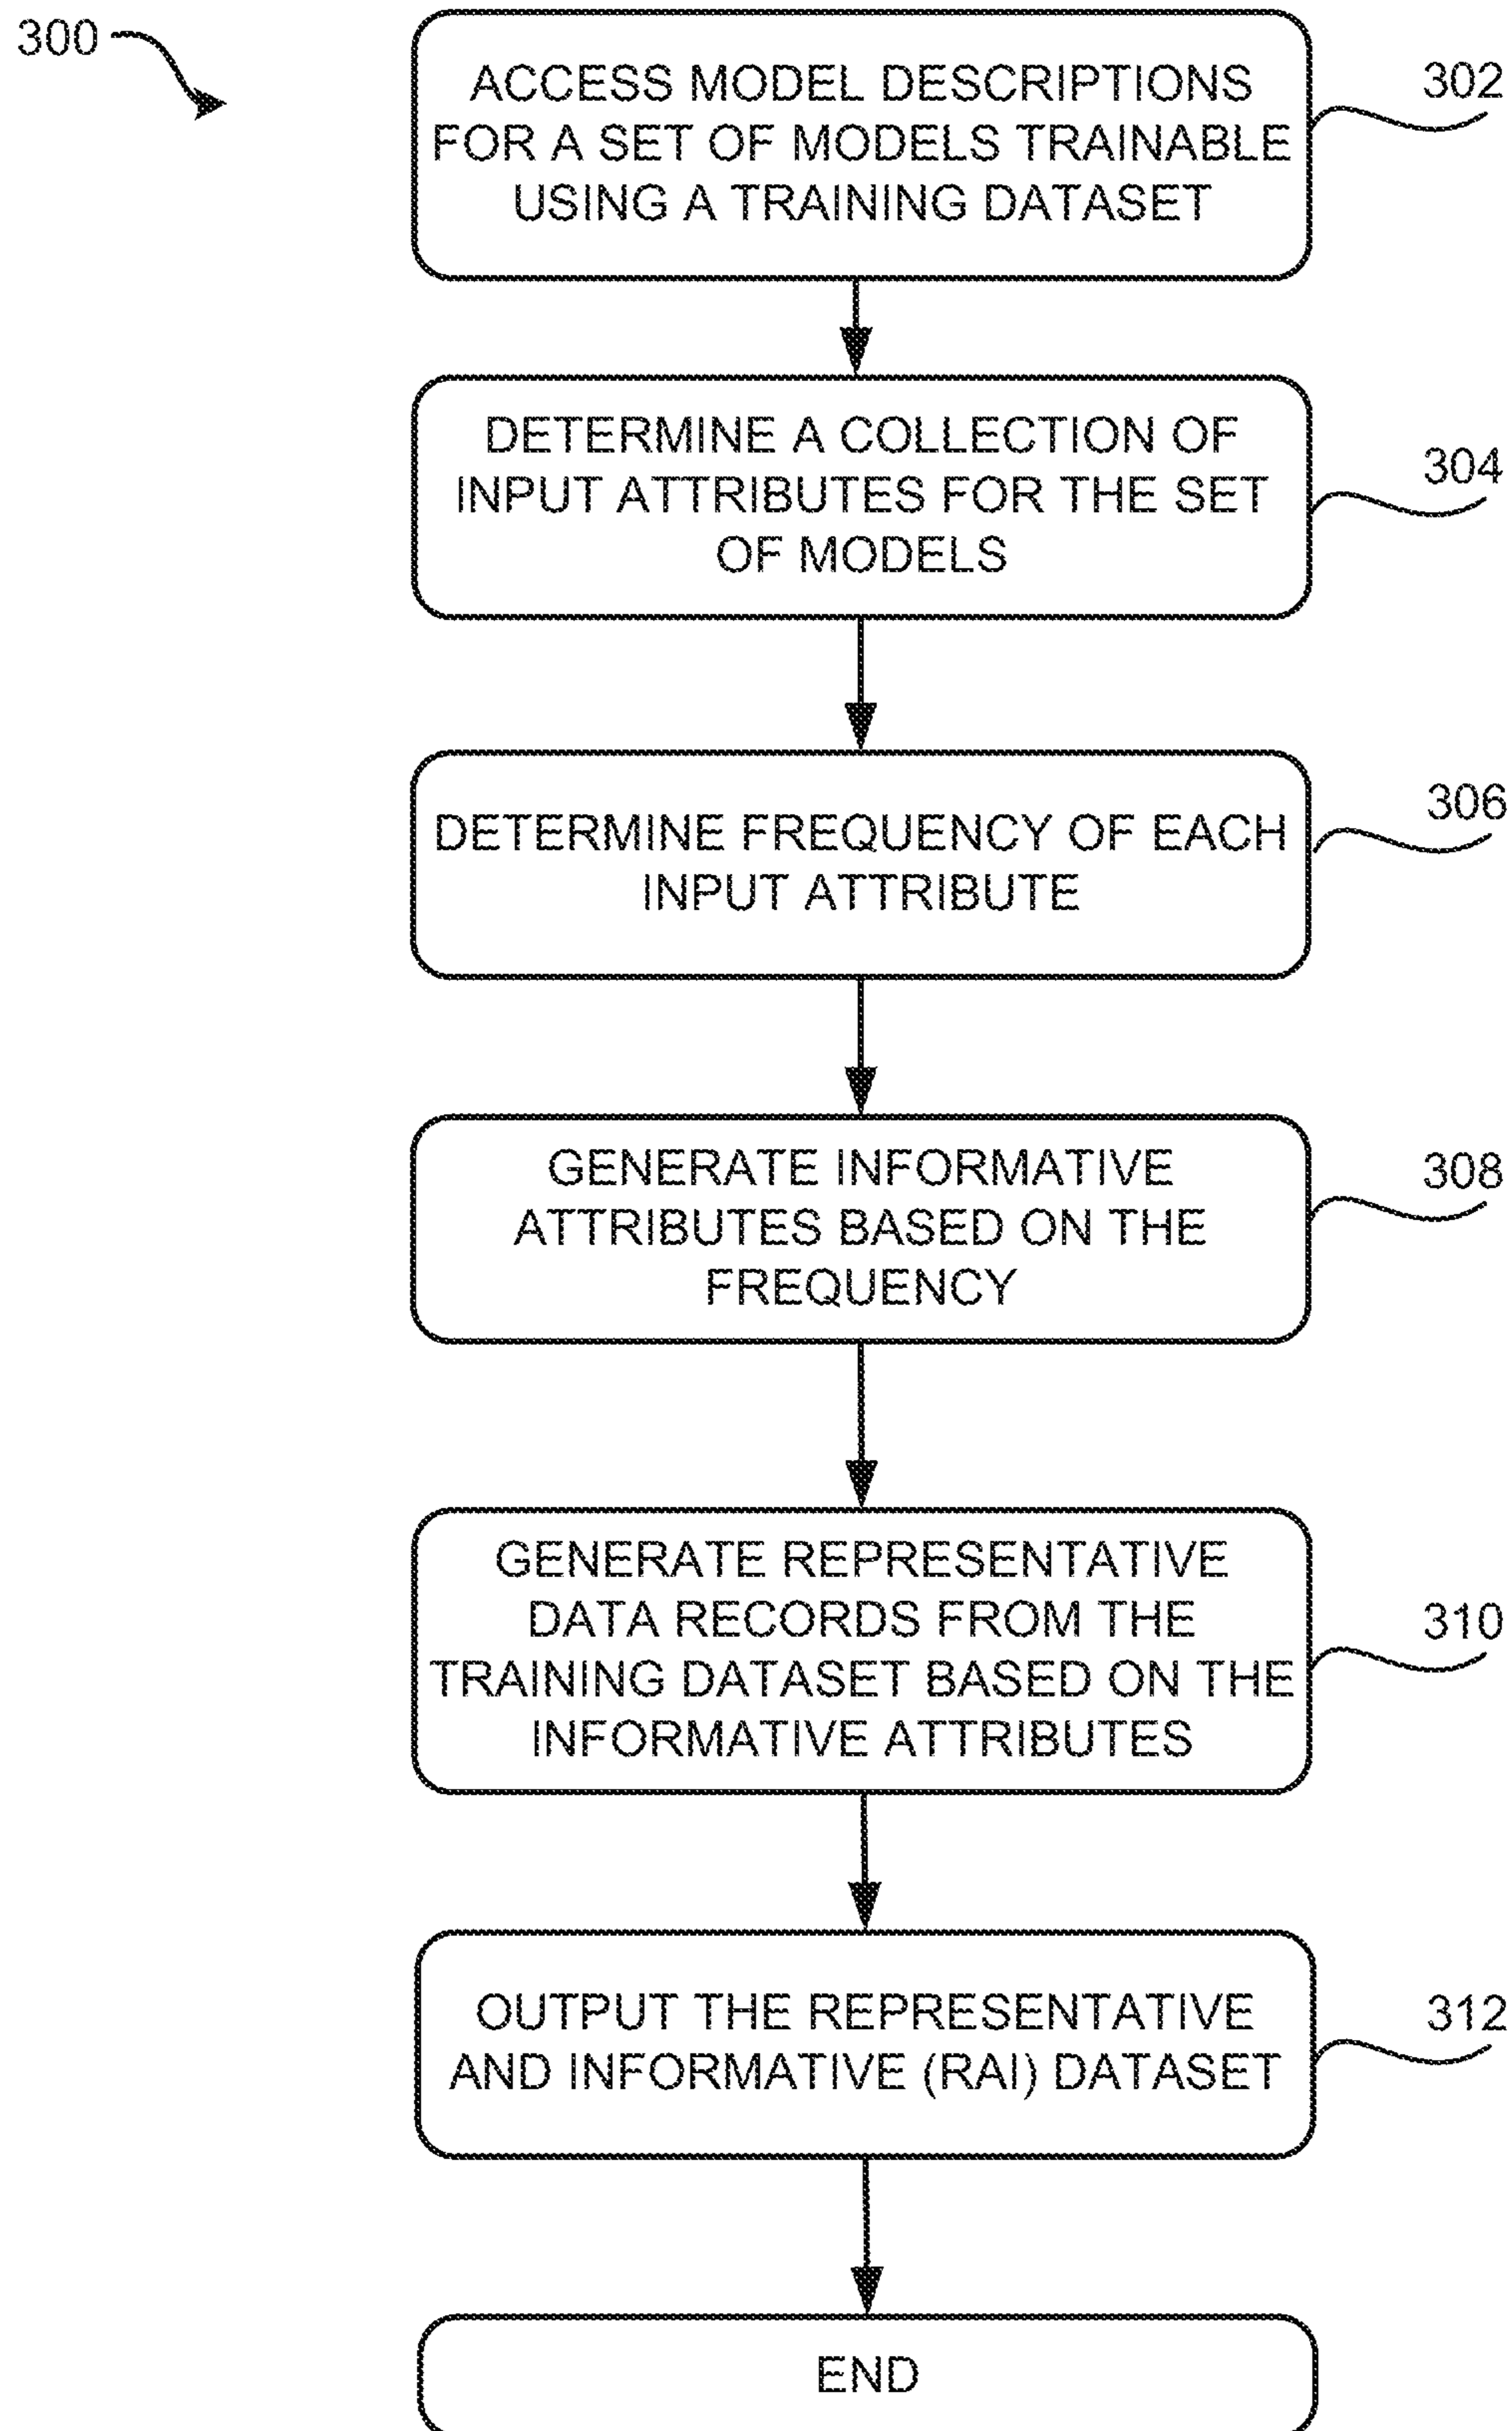 300
ACCESS MODEL DESCRIPTIONS
FOR A SET OF MODELS TRAINABLE
USING A TRAINING DATASET
302
DETERMINE A COLLECTION OF
INPUT ATTRIBUTES FOR THE SET
OF MODELS
304
DETERMINE FREQUENCY OF EACH
INPUT ATTRIBUTE
306
GENERATE INFORMATIVE
ATTRIBUTES BASED ON THE
FREQUENCY
308
GENERATE REPRESENTATIVE
DATA RECORDS FROM THE
TRAINING DATASET BASED ON THE
INFORMATIVE ATTRIBUTES
310
OUTPUT THE REPRESENTATIVE
AND INFORMATIVE (RAI) DATASET
312
END